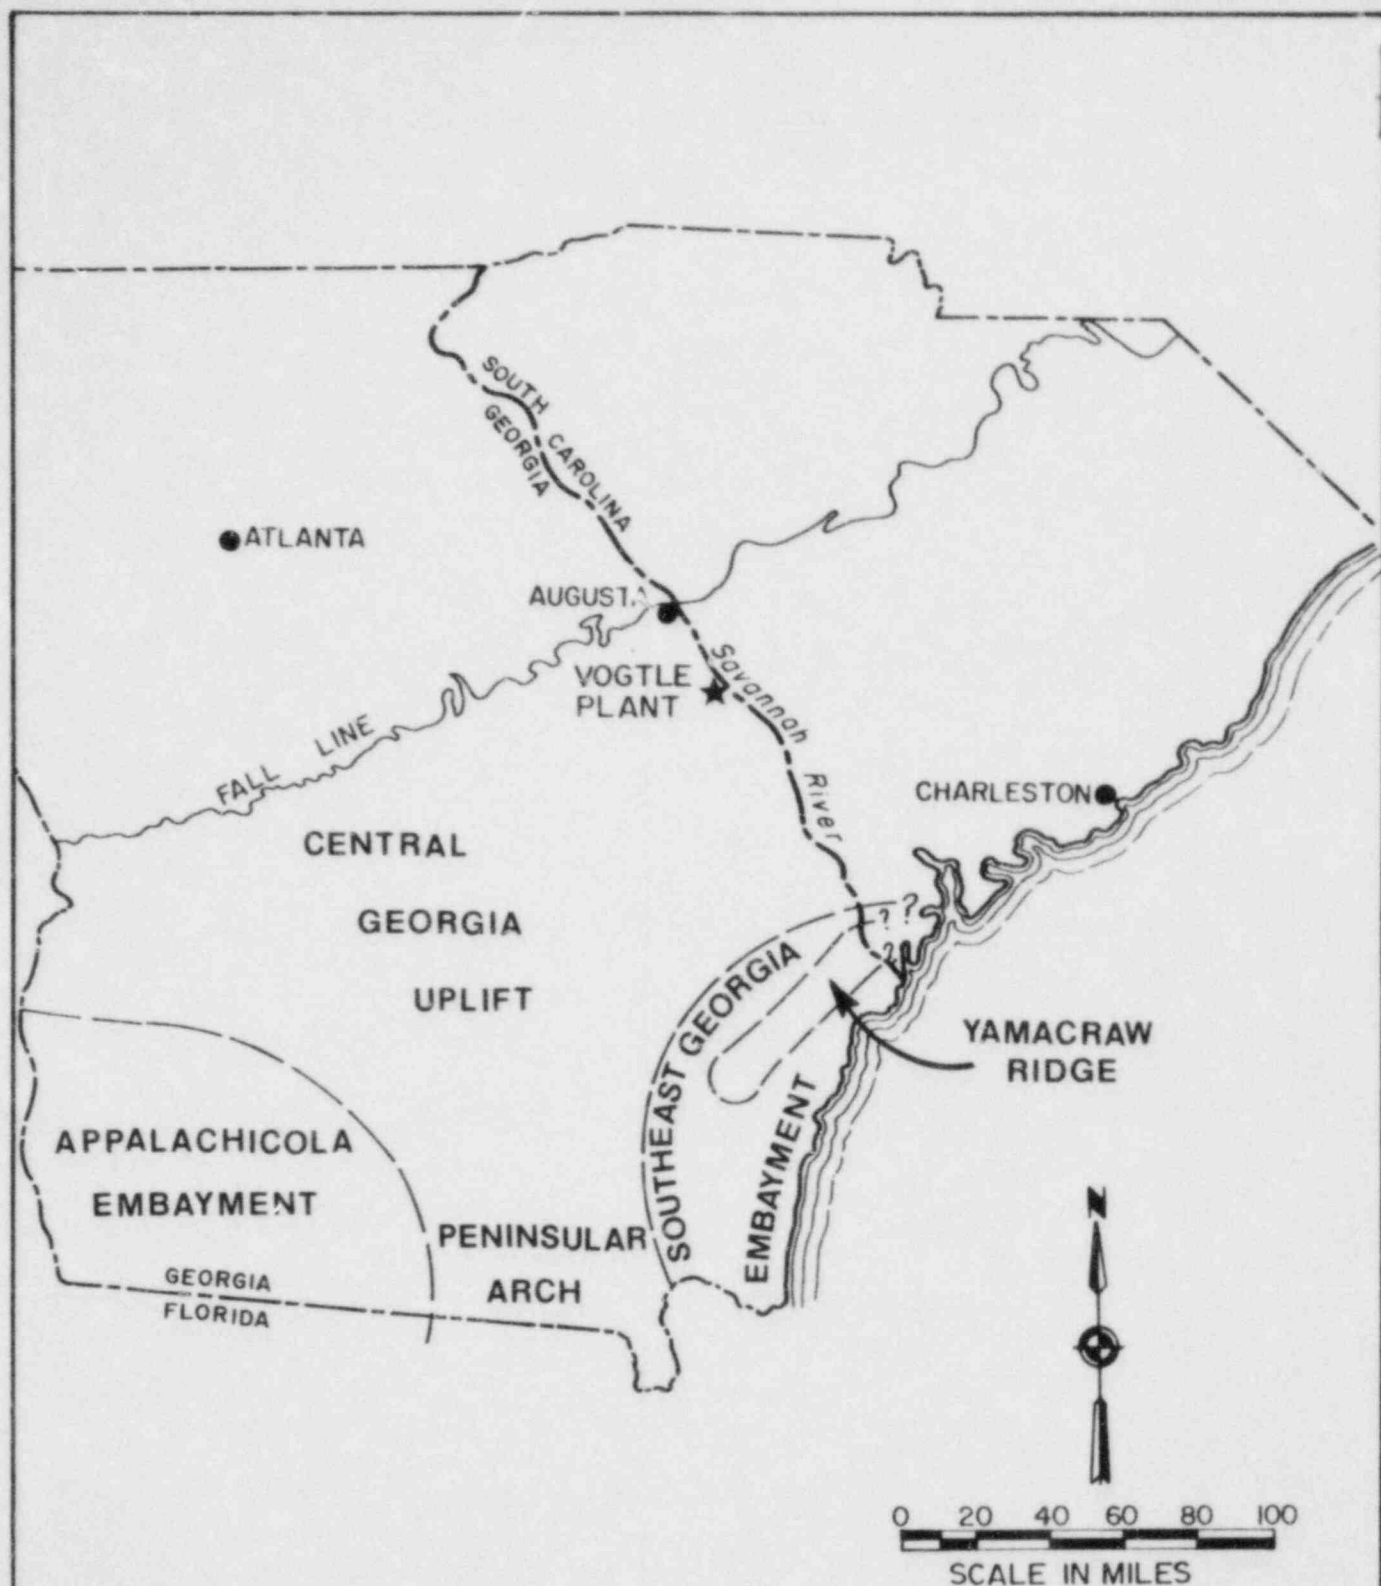 SOUTH CAROLINA
GEORGIA
ATLANTA
AUGUSTA
VOGTLE
PLANT
Savannah River
FALL LINE
CHARLESTON
CENTRAL
GEORGIA
UPLIFT
? ?
?
SOUTHEAST GEORGIA
EMBAYMENT
YAMACRAW
RIDGE
APPALACHICOLA
EMBAYMENT
PENINSULAR
ARCH
GEORGIA
FLORIDA
N
0 20 40 60 80 100
SCALE IN MILES